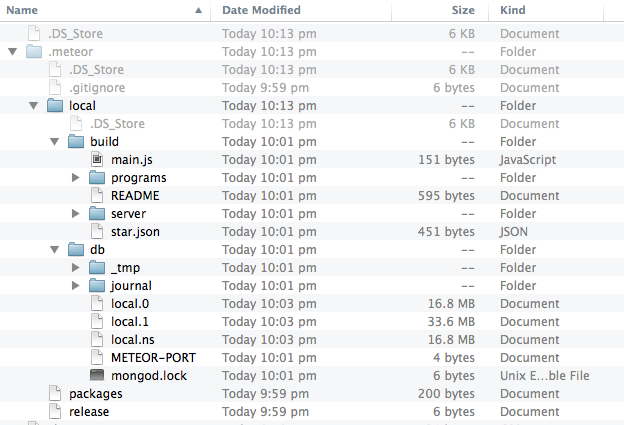 Name Date Modified Size Kind
.DS_Store Today 10:13 pm 6 KB Document
.meteor Today 10:13 pm -- Folder
.DS_Store Today 10:13 pm 6 KB Document
.gitignore Today 9:59 pm 6 bytes Document
local Today 10:13 pm -- Folder
.DS_Store Today 10:13 pm 6 KB Document
build Today 10:01 pm -- Folder
main.js Today 10:01 pm 151 bytes JavaScript
programs Today 10:01 pm -- Folder
README Today 10:01 pm 595 bytes Document
server Today 10:01 pm -- Folder
star.json Today 10:01 pm 451 bytes JSON
db Today 10:01 pm -- Folder
_tmp Today 10:01 pm -- Folder
journal Today 10:01 pm -- Folder
local.0 Today 10:03 pm 16.8 MB Document
local.1 Today 10:03 pm 33.6 MB Document
local.ns Today 10:03 pm 16.8 MB Document
METEOR-PORT Today 10:01 pm 4 bytes Document
mongod.lock Today 10:01 pm 6 bytes Unix E...ble File
packages Today 9:59 pm 200 bytes Document
release Today 9:59 pm 6 bytes Document